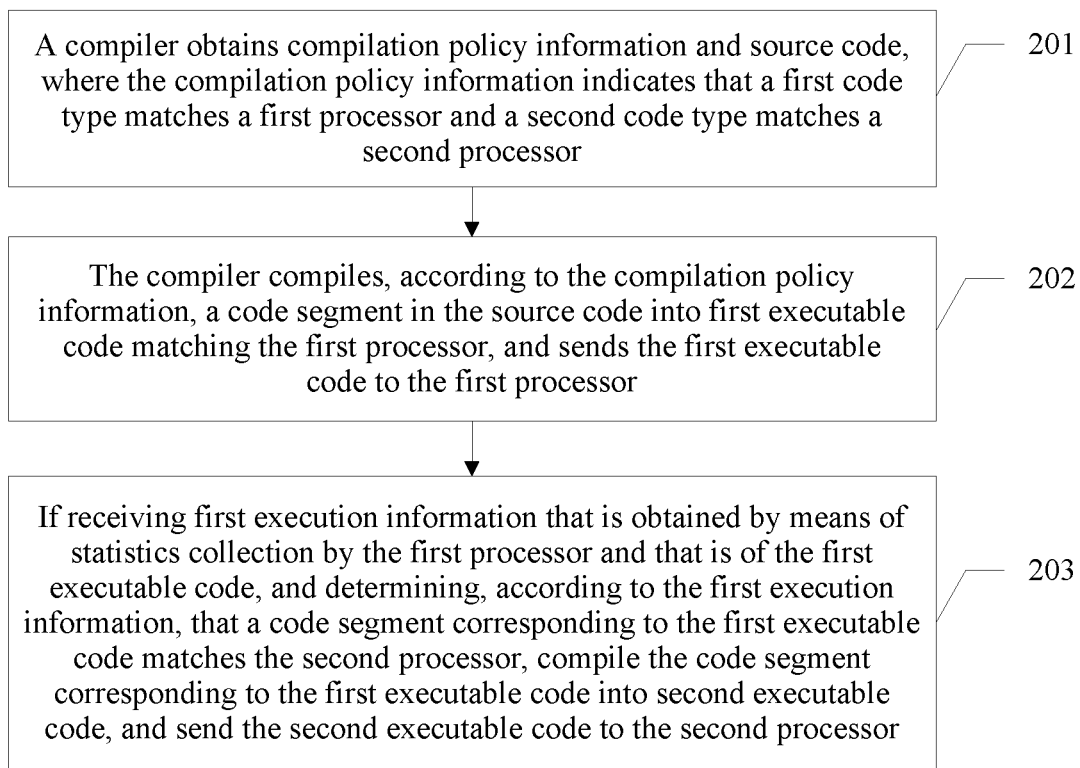 A compiler obtains compilation policy information and source code,
where the compilation policy information indicates that a first code
type matches a first processor and a second code type matches a
second processor
201
The compiler compiles, according to the compilation policy
information, a code segment in the source code into first executable
code matching the first processor, and sends the first executable
code to the first processor
202
If receiving first execution information that is obtained by means of
statistics collection by the first processor and that is of the first
executable code, and determining, according to the first execution
information, that a code segment corresponding to the first executable
code matches the second processor, compile the code segment
corresponding to the first executable code into second executable
code, and send the second executable code to the second processor
203